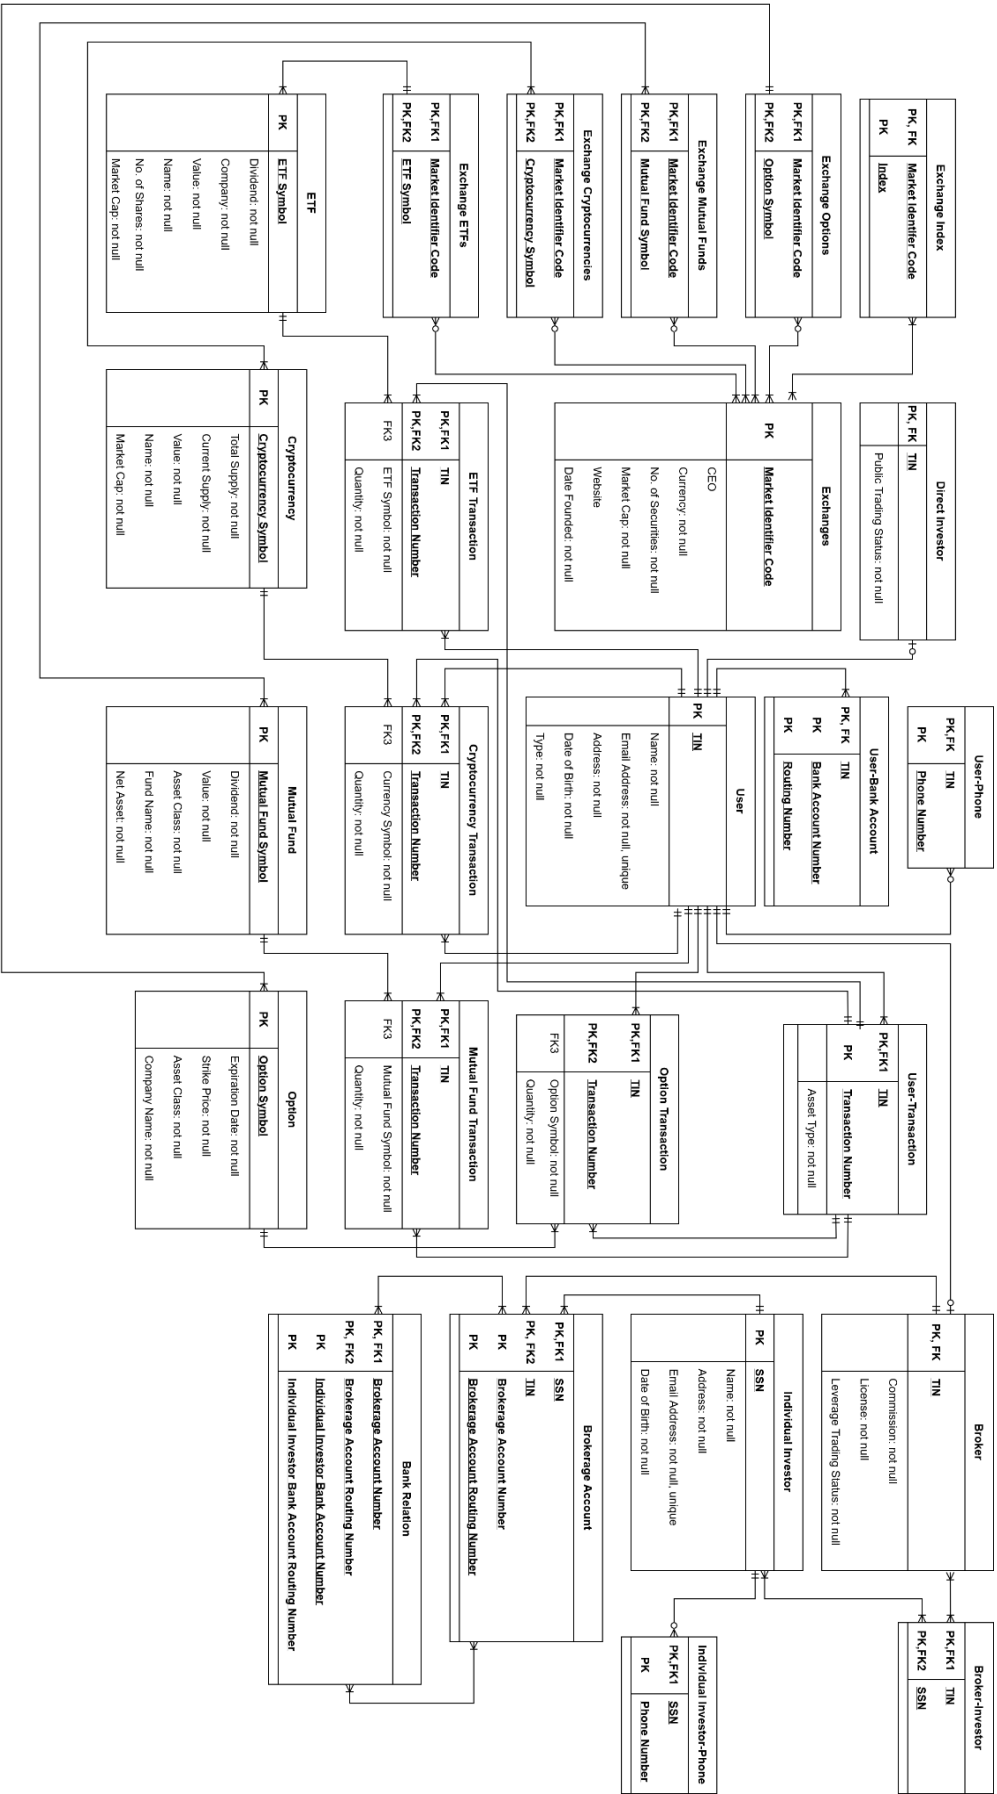 User-Phone
PK,FK TIN
PK Phone Number
Broker
PK, FK TIN
Commission: not null
License: not null
Leverage Trading Status: not null
Broker-Investor
PK,FK1 TIN
PK,FK2 SSN
Exchange Index
PK, FK Market Identifer Code
PK Index
Direct Investor
PK, FK TIN
Public Trading Status: not null
User-Bank Account
PK, FK TIN
PK Bank Account Number
PK Routing Number
User-Transaction
PK,FK1 TIN
PK Transaction Number
Asset Type: not null
Exchange Options
PK,FK1 Market Identifier Code
PK,FK2 Option Symbol
Exchanges
PK Market Identifier Code
CEO
Currency: not null
No. of Securities: not null
Market Cap: not null
Website
Date Founded: not null
User
PK TIN
Name: not null
Email Address: not null, unique
Address: not null
Date of Birth: not null
Type: not null
Individual Investor
PK SSN
Name: not null
Address: not null
Email Address: not null, unique
Date of Birth: not null
Individual Investor-Phone
PK,FK1 SSN
PK Phone Number
Exchange Mutual Funds
PK,FK1 Market Identifier Code
PK,FK2 Mutual Fund Symbol
Option Transaction
PK,FK1 TIN
PK,FK2 Transaction Number
FK3 Option Symbol: not null
Quantity: not null
Exchange Cryptocurrencies
PK,FK1 Market Identifier Code
PK,FK2 Cryptocurrency Symbol
Brokerage Account
PK,FK1 SSN
PK, FK2 TIN
PK Brokerage Account Number
PK Brokerage Account Routing Number
Exchange ETFs
PK,FK1 Market Identifier Code
PK,FK2 ETF Symbol
ETF Transaction
PK,FK1 TIN
PK,FK2 Transaction Number
FK3 ETF Symbol: not null
Quantity: not null
Cryptocurrency Transaction
PK,FK1 TIN
PK,FK2 Transaction Number
FK3 Currency Symbol: not null
Quantity: not null
Mutual Fund Transaction
PK,FK1 TIN
PK,FK2 Transaction Number
FK3 Mutual Fund Symbol: not null
Quantity: not null
Bank Relation
PK, FK1 Brokerage Account Number
PK, FK2 Brokerage Account Routing Number
PK Individual Investor Bank Account Number
PK Individual Investor Bank Account Routing Number
ETF
PK ETF Symbol
Dividend: not null
Company: not null
Value: not null
Name: not null
No. of Shares: not null
Market Cap: not null
Cryptocurrency
PK Cryptocurrency Symbol
Total Supply: not null
Current Supply: not null
Value: not null
Name: not null
Market Cap: not null
Mutual Fund
PK Mutual Fund Symbol
Dividend: not null
Value: not null
Asset Class: not null
Fund Name: not null
Net Asset: not null
Option
PK Option Symbol
Expiration Date: not null
Strike Price: not null
Asset Class: not null
Company Name: not null